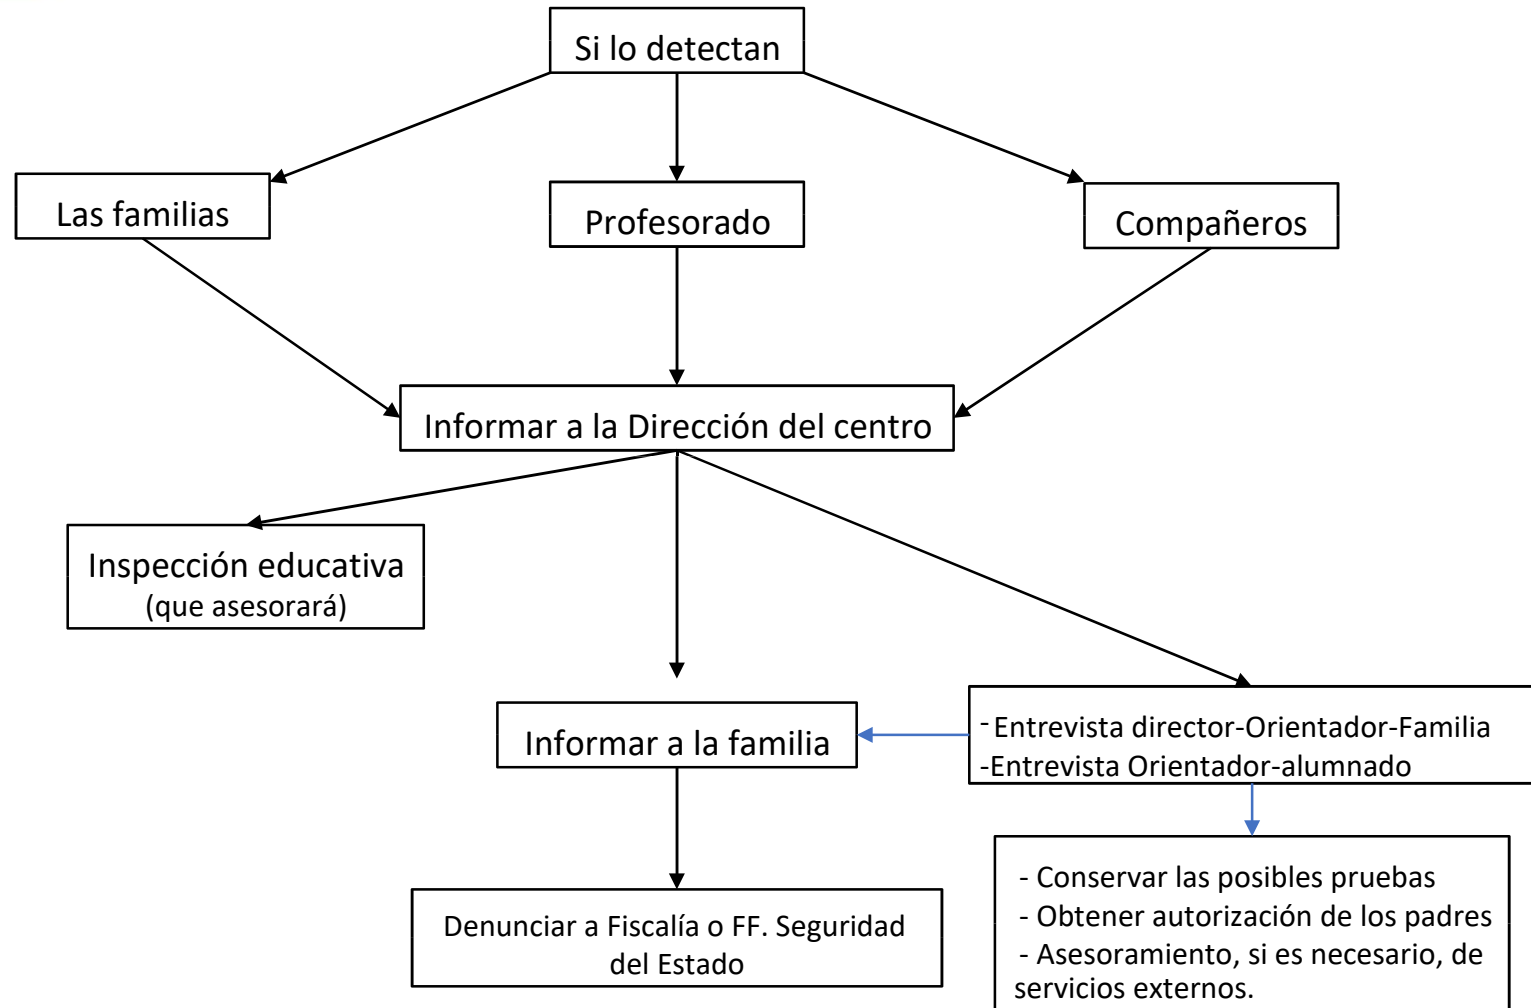 Si lo detectan
Las familias
Profesorado
Compañeros
Informar a la Dirección del centro
Inspección educativa
(que asesorará)
Informar a la familia
- Entrevista director-Orientador-Familia
-Entrevista Orientador-alumnado
Denunciar a Fiscalía o FF. Seguridad
del Estado
- Conservar las posibles pruebas
- Obtener autorización de los padres
- Asesoramiento, si es necesario, de
servicios externos.